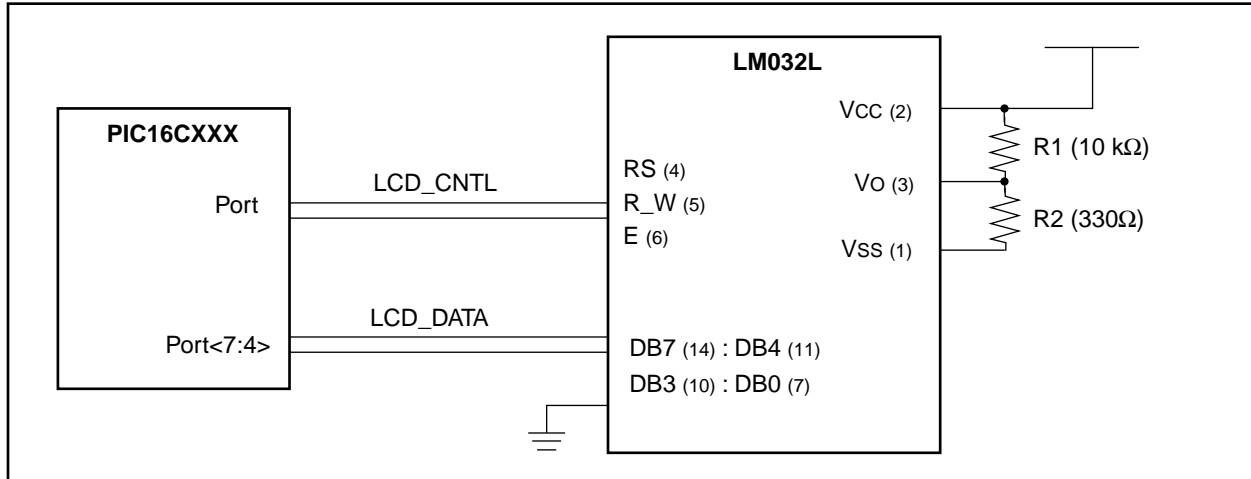 PIC16CXXX
Port
Port<7:4>
LCD_CNTL
LCD_DATA
LM032L
VCC (2)
RS (4)
R_W (5)
E (6)
VO (3)
VSS (1)
DB7 (14) : DB4 (11)
DB3 (10) : DB0 (7)
R1 (10 kΩ)
R2 (330Ω)